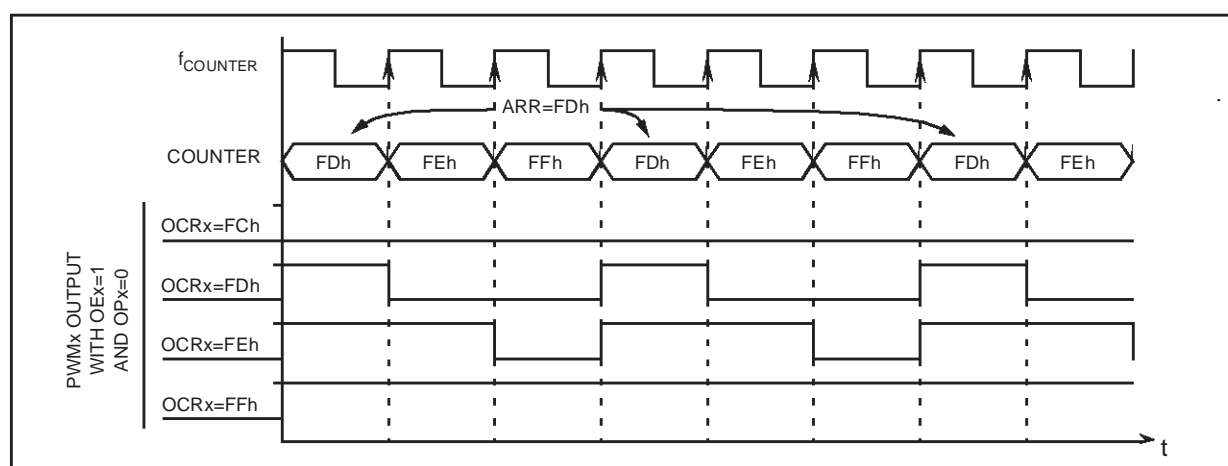 fCOUNTER
ARR=FDh
COUNTER
FDh FEh FFh FDh FEh FFh FDh FEh
PWMx OUTPUT
WITH OEx=1
AND OPx=0
OCRx=FCh
OCRx=FDh
OCRx=FEh
OCRx=FFh
t